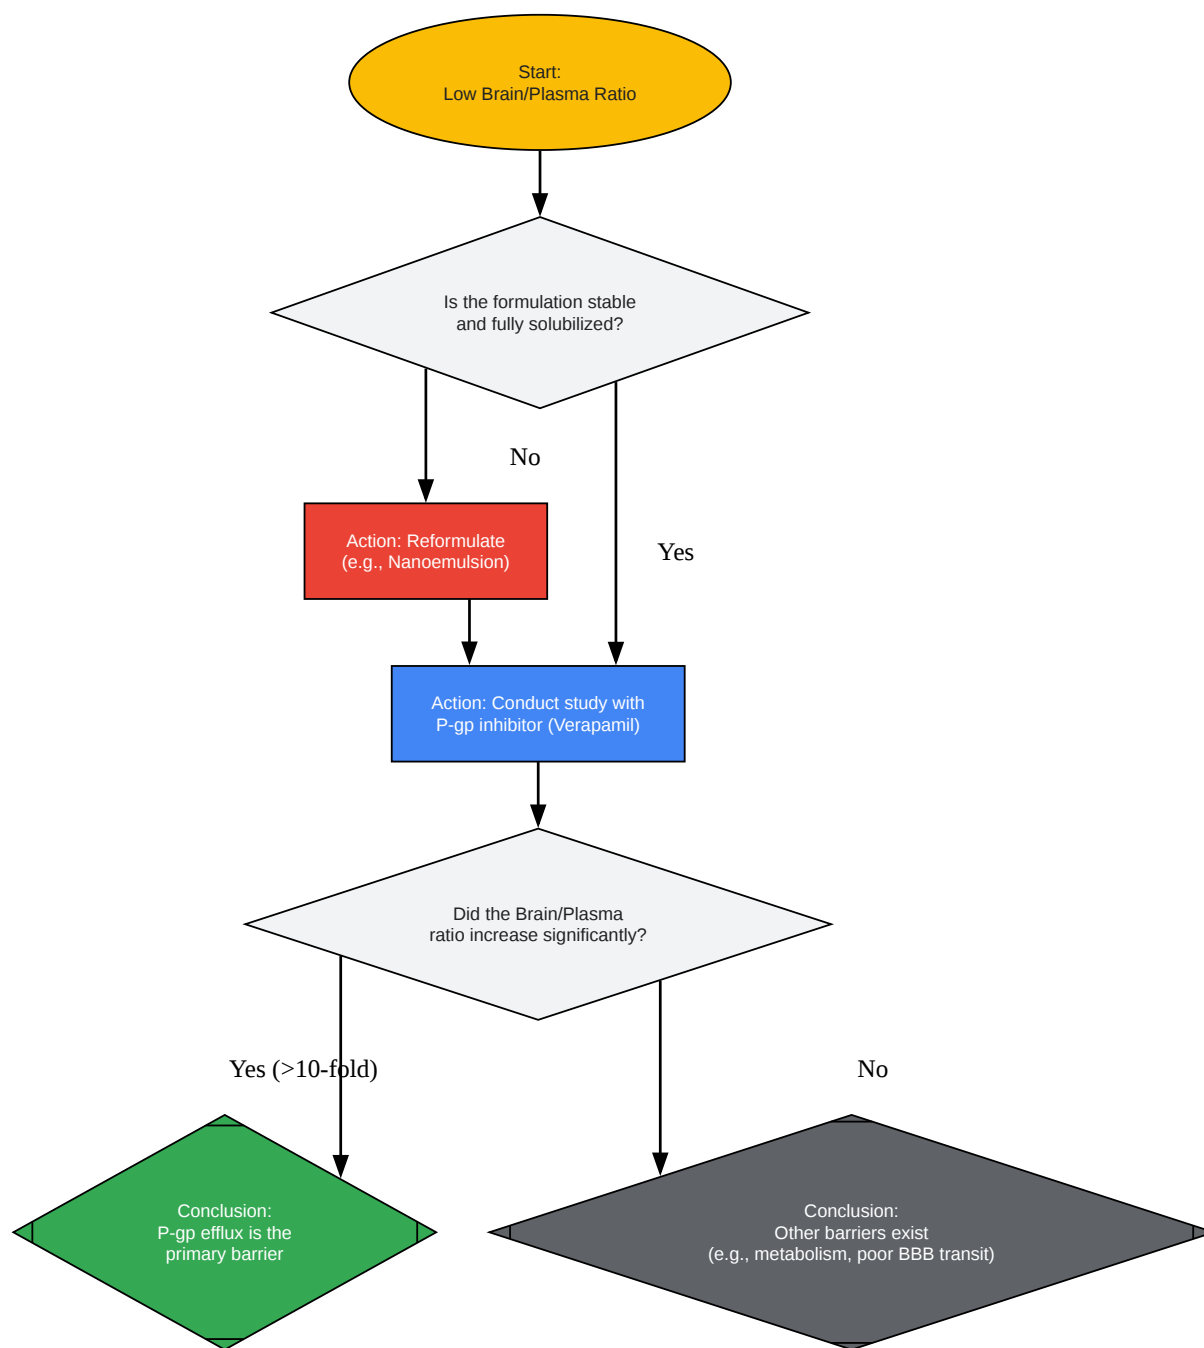 Start:
Low Brain/Plasma Ratio
Is the formulation stable
and fully solubilized?
No
Yes
Action: Reformulate
(e.g., Nanoemulsion)
Action: Conduct study with
P-gp inhibitor (Verapamil)
Did the Brain/Plasma
ratio increase significantly?
Yes (>10-fold)
No
Conclusion:
P-gp efflux is the
primary barrier
Conclusion:
Other barriers exist
(e.g., metabolism, poor BBB transit)